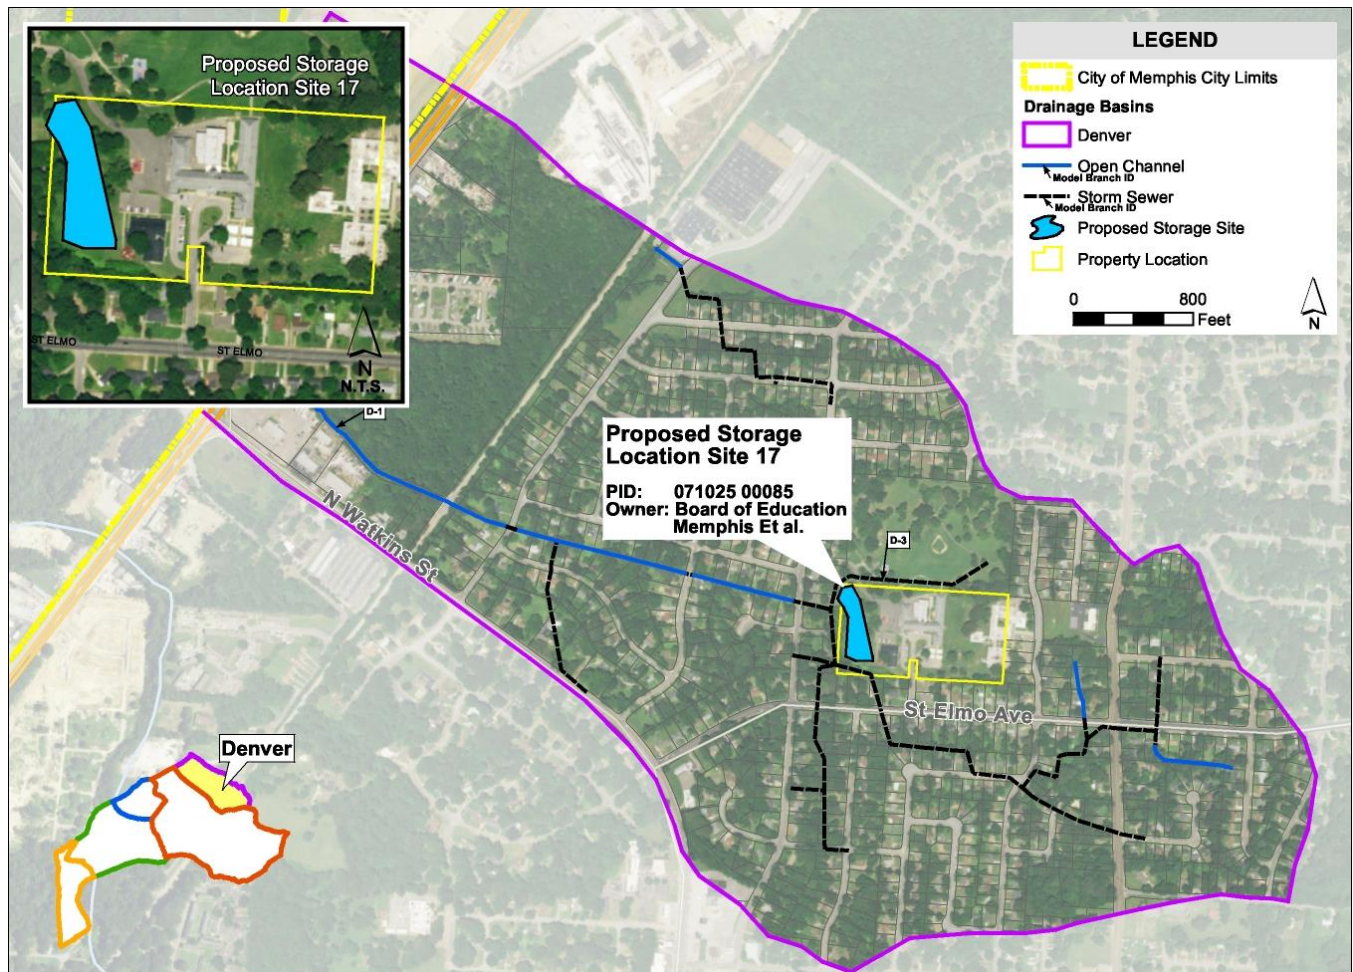 Proposed Storage
Location Site 17
ST ELMO
ST ELMO
N
N.T.S.
LEGEND
City of Memphis City Limits
Drainage Basins
Denver
Open Channel
Model Branch ID
Storm Sewer
Model Branch ID
Proposed Storage Site
Property Location
0 800
Feet
N
D-1
N Watkins St
Proposed Storage
Location Site 17
PID: 071025 00085
Owner: Board of Education
Memphis Et al.
D-3
St Elmo Ave
Denver